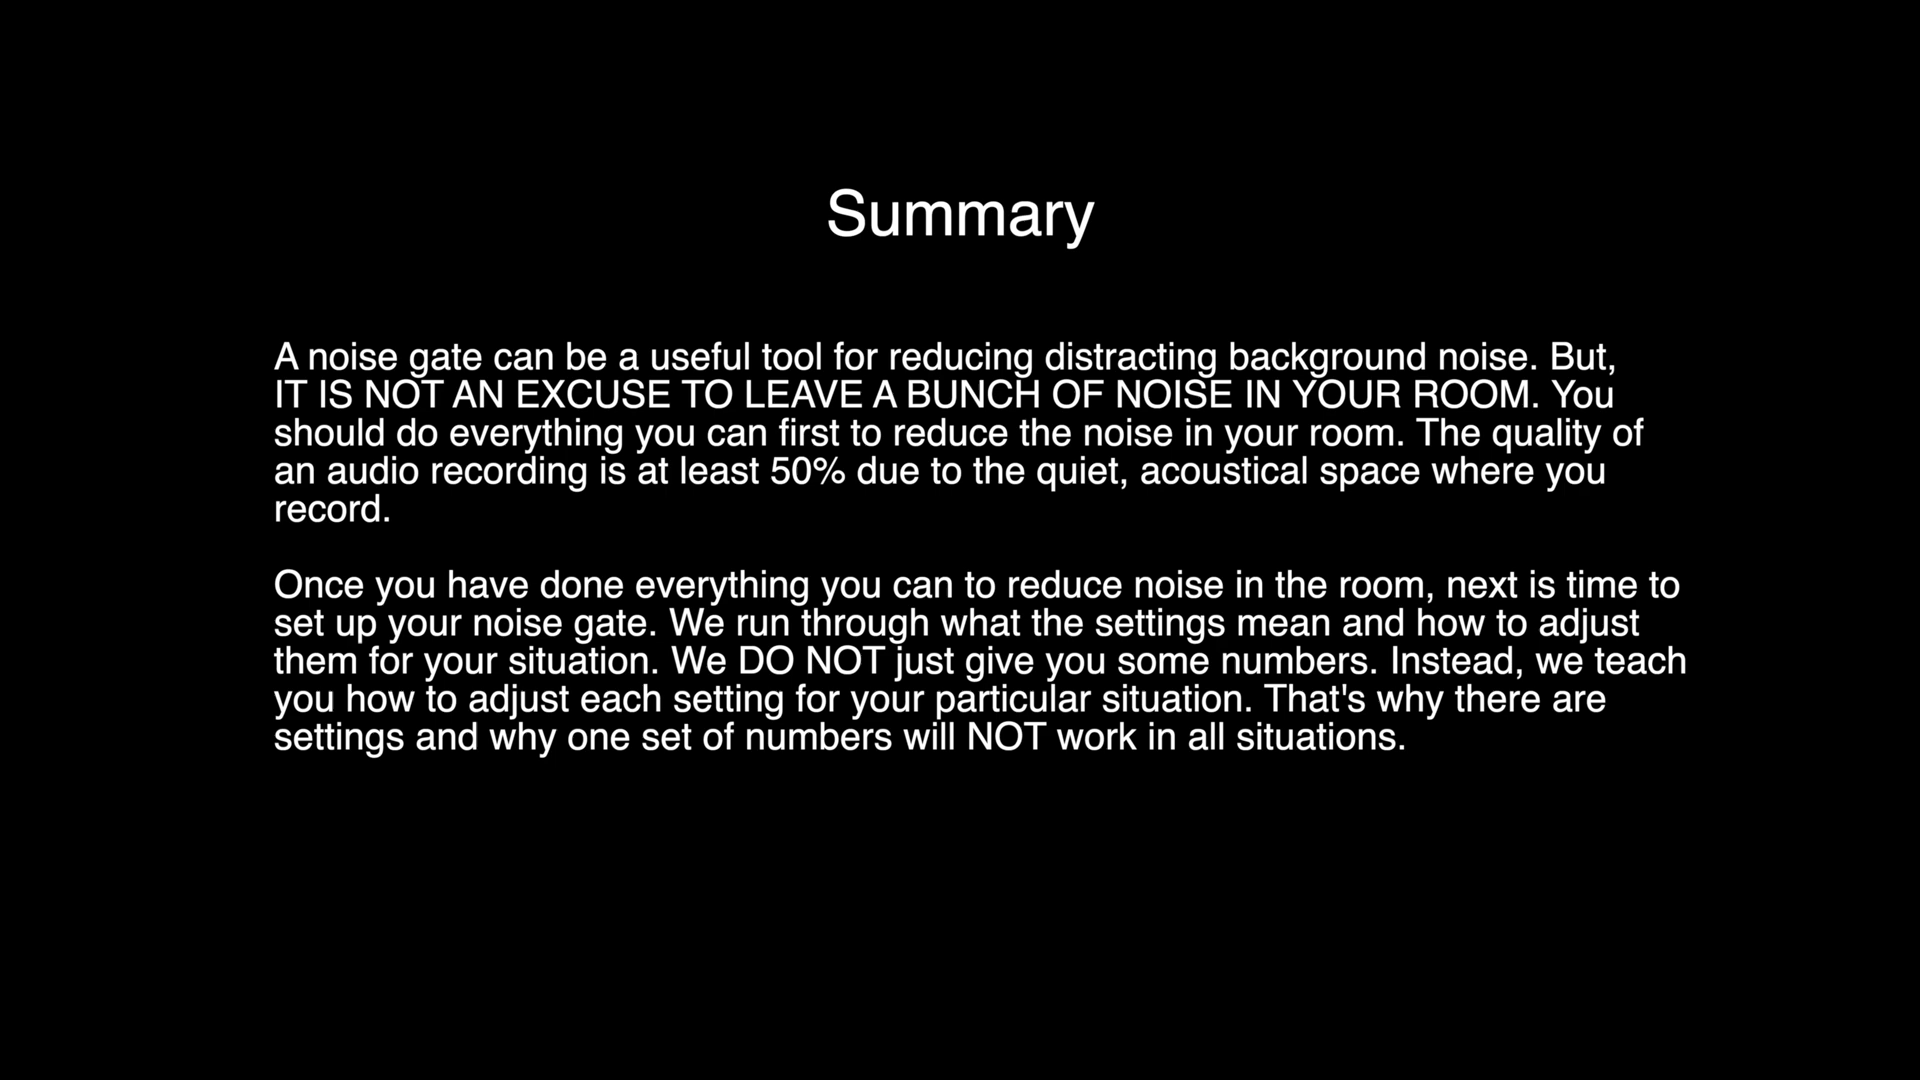 Summary
A noise gate can be a useful tool for reducing distracting background noise. But,
IT IS NOT AN EXCUSE TO LEAVE A BUNCH OF NOISE IN YOUR ROOM. You
should do everything you can first to reduce the noise in your room. The quality of
an audio recording is at least 50% due to the quiet, acoustical space where you
record.
Once you have done everything you can to reduce noise in the room, next is time to
set up your noise gate. We run through what the settings mean and how to adjust
them for your situation. We DO NOT just give you some numbers. Instead, we teach
you how to adjust each setting for your particular situation. That's why there are
settings and why one set of numbers will NOT work in all situations.